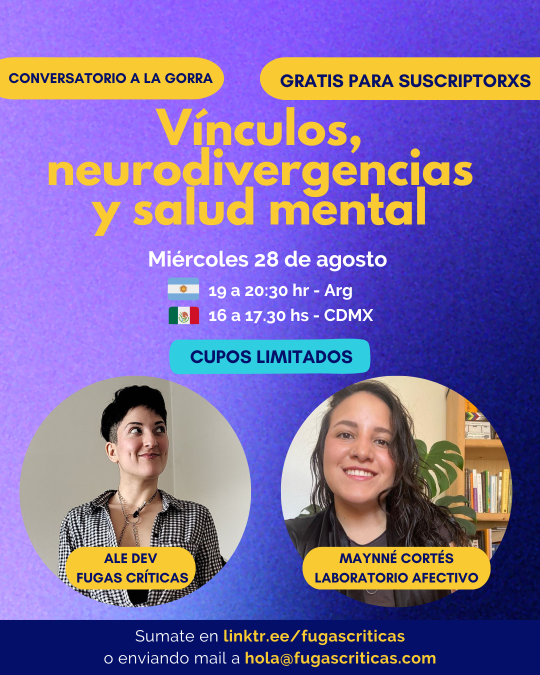 CONVERSATORIO A LA GORRA
GRATIS PARA SUSCRIPTORXS
Vínculos,
neurodivergencias
y salud mental
Miércoles 28 de agosto
19 a 20:30 hr - Arg
16 a 17.30 hs - CDMX
CUPOS LIMITADOS
ALE DEV
FUGAS CRÍTICAS
MAYNNÉ CORTÉS
LABORATORIO AFECTIVO
Sumate en linktr.ee/fugascriticas
o enviando mail a hola@fugascriticas.com